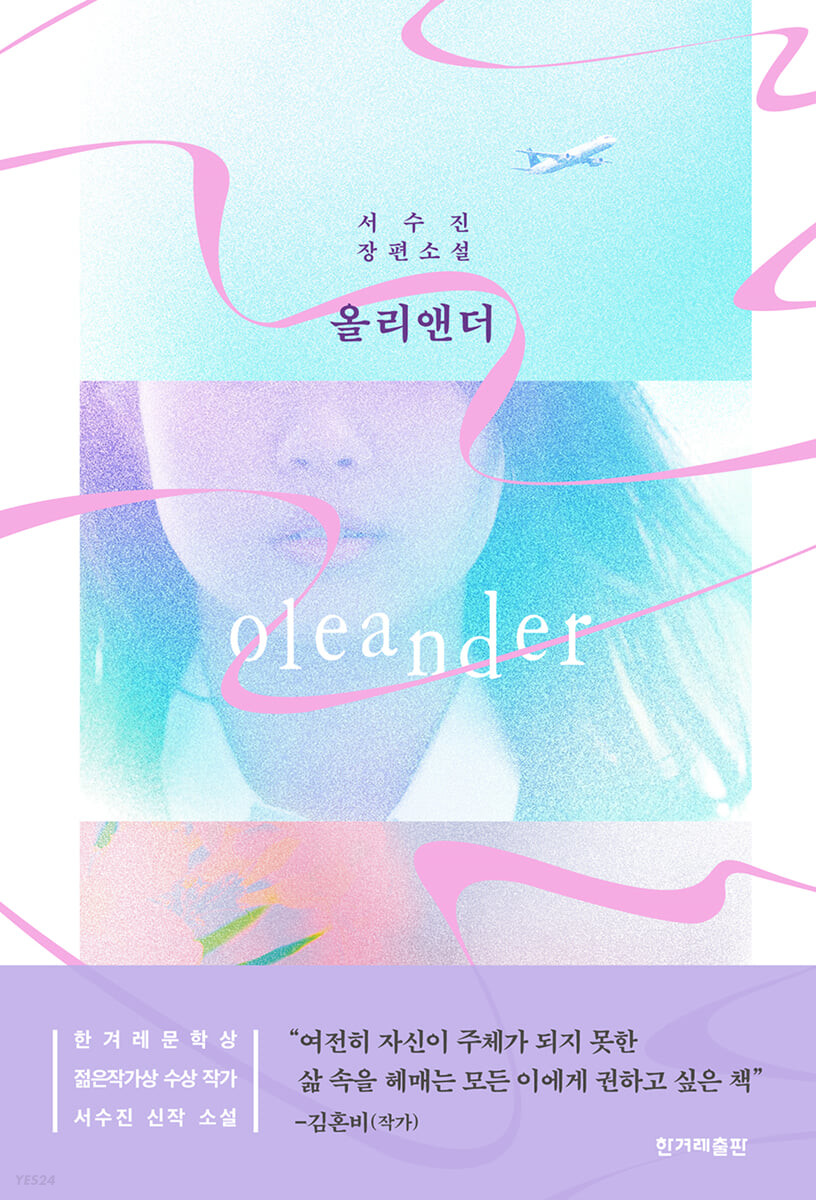 서수진
장편소설
올리앤더
oleander
한겨레문학상
젊은작가상 수상 작가
서수진 신작 소설
“여전히 자신이 주체가 되지 못한
삶 속을 헤매는 모든 이에게 권하고 싶은 책”
–김혼비(작가)
한겨레출판
YES24